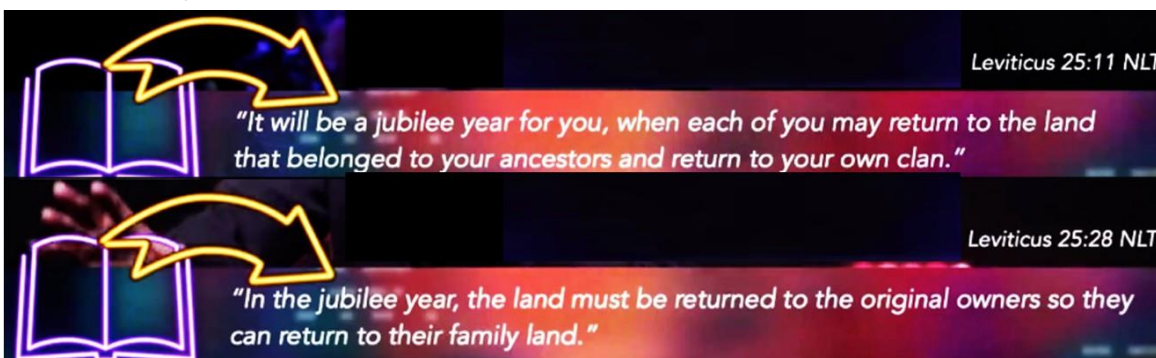 Leviticus 25:11 NLT
"It will be a jubilee year for you, when each of you may return to the land
that belonged to your ancestors and return to your own clan."
Leviticus 25:28 NLT
"In the jubilee year, the land must be returned to the original owners so they
can return to their family land."